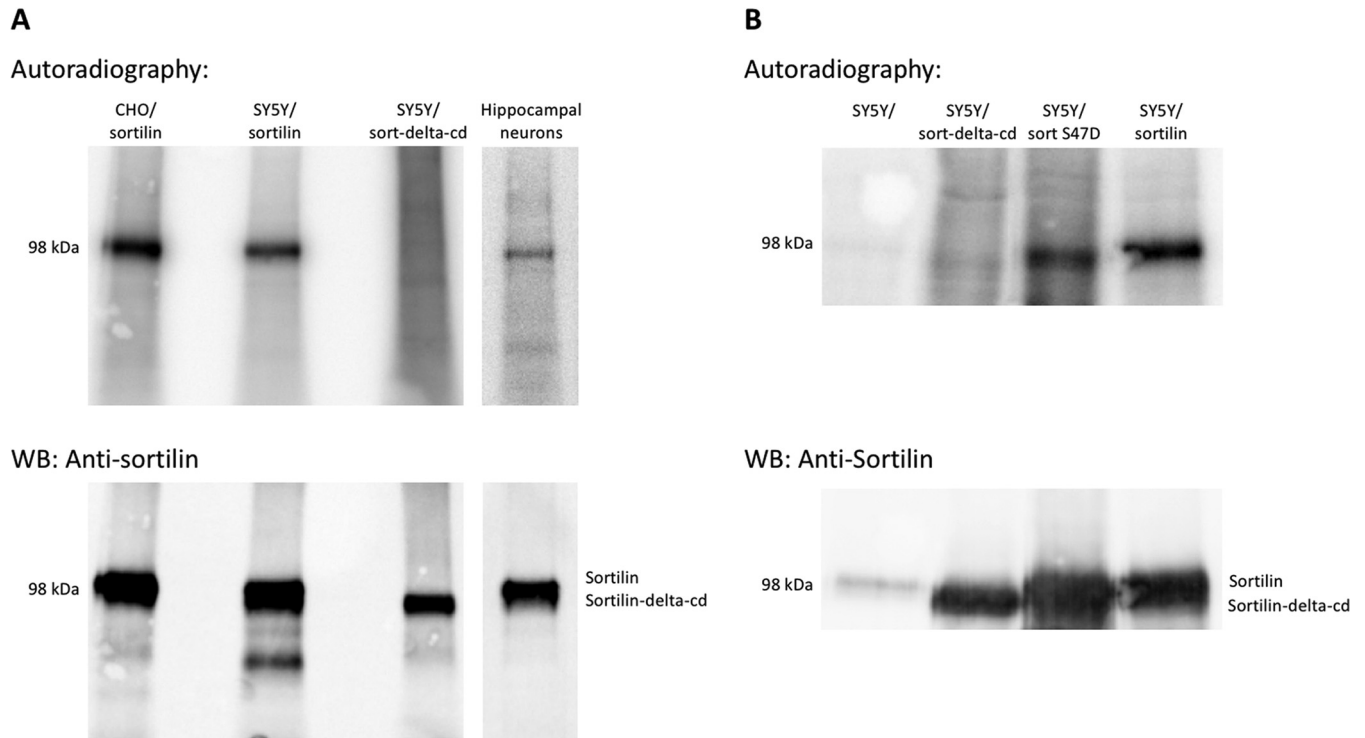 A
Autoradiography:
CHO/
sortilin
SY5Y/
sortilin
SY5Y/
sort-delta-cd
Hippocampal
neurons
98 kDa
WB: Anti-sortilin
98 kDa
Sortilin
Sortilin-delta-cd
B
Autoradiography:
SY5Y/
SY5Y/
sort-delta-cd
SY5Y/
sort S47D
SY5Y/
sortilin
98 kDa
WB: Anti-Sortilin
98 kDa
Sortilin
Sortilin-delta-cd